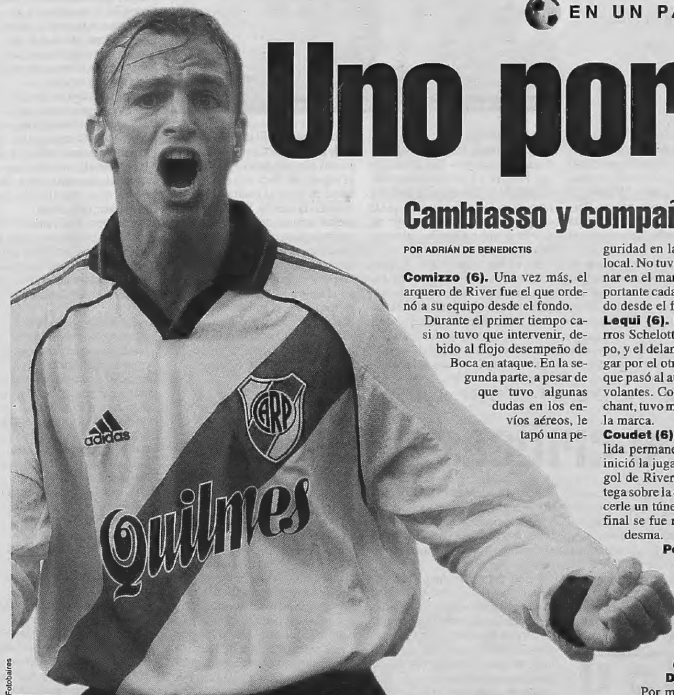 EN UN PA
Uno por
Cambiasso y compañ
POR ADRIÁN DE BENEDICTIS
Comizzo (6). Una vez más, el
arquero de River fue el que orde-
nó a su equipo desde el fondo.
Durante el primer tiempo ca-
si no tuvo que intervenir, de-
bido al flojo desempeño de
Boca en ataque. En la se-
gunda parte, a pesar de
que tuvo algunas
dudas en los en-
víos aéreos, le
tapó una pe-
guridad en la
local. No tuv
nar en el mar
portante cada
do desde el f
Lequi (6).
rros Schelott
po, y el delan
gar por el otr
que pasó al a
volantes. Co
chant, tuvo m
la marca.
Coudet (6)
lida permane
inició la juga
gol de River
tega sobre la
cerle un túne
final se fue r
desma.
Po
D
Por m
CARP
adidas
Quilmes
Fotobaires